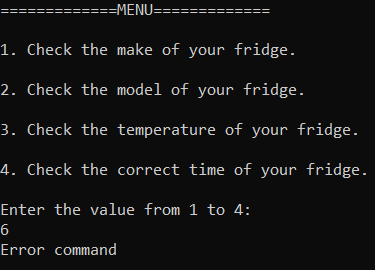 =============MENU=============
1. Check the make of your fridge.
2. Check the model of your fridge.
3. Check the temperature of your fridge.
4. Check the correct time of your fridge.
Enter the value from 1 to 4:
6
Error command